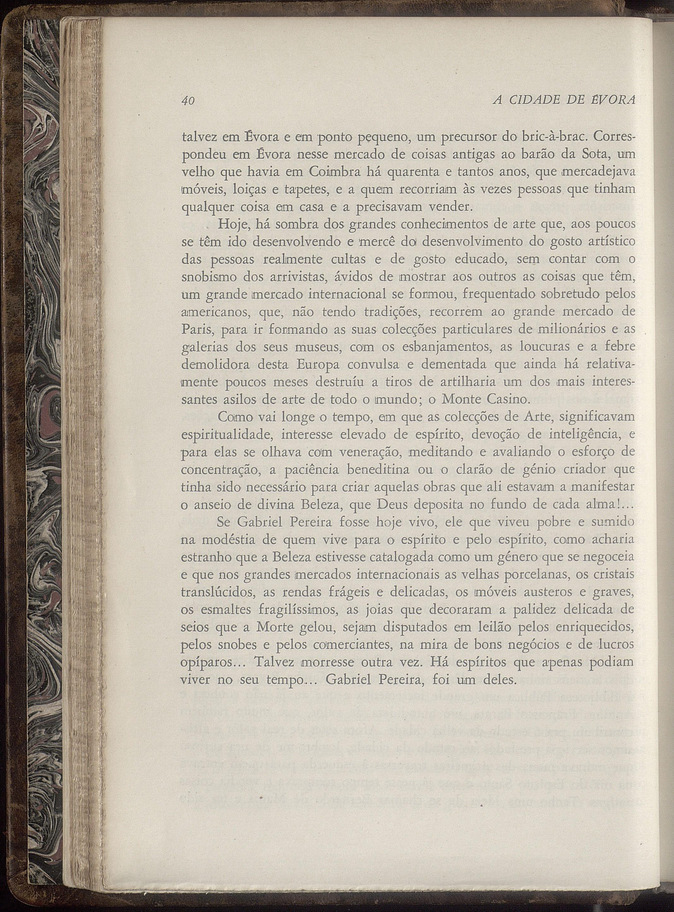 40 A CIDADE DE ÉVORA
talvez em Évora e em ponto pequeno, um precursor do bric-à-brac. Corres-
pondeu em Évora nesse mercado de coisas antigas ao barão da Sota, um
velho que havia em Coimbra há quarenta e tantos anos, que mercadejava
móveis, loiças e tapetes, e a quem recorriam às vezes pessoas que tinham
qualquer coisa em casa e a precisavam vender.
Hoje, há sombra dos grandes conhecimentos de arte que, aos poucos
se têm ido desenvolvendo e mercê do desenvolvimento do gosto artístico
das pessoas realmente cultas e de gosto educado, sem contar com o
snobismo dos arrivistas, ávidos de mostrar aos outros as coisas que têm,
um grande mercado internacional se formou, frequentado sobretudo pelos
americanos, que, não tendo tradições, recorrem ao grande mercado de
Paris, para ir formando as suas colecções particulares de milionários e as
galerias dos seus museus, com os esbanjamentos, as loucuras e a febre
demolidora desta Europa convulsa e dementada que ainda há relativa-
mente poucos meses destruíu a tiros de artilharia um dos mais interes-
santes asilos de arte de todo o mundo; o Monte Casino.
Como vai longe o tempo, em que as colecções de Arte, significavam
espiritualidade, interesse elevado de espírito, devoção de inteligência, e
para elas se olhava com veneração, meditando e avaliando o esforço de
concentração, a paciência beneditina ou o clarão de génio criador que
tinha sido necessário para criar aquelas obras que ali estavam a manifestar
o anseio de divina Beleza, que Deus deposita no fundo de cada alma!...
Se Gabriel Pereira fosse hoje vivo, ele que viveu pobre e sumido
na modéstia de quem vive para o espírito e pelo espírito, como acharia
estranho que a Beleza estivesse catalogada como um género que se negoceia
e que nos grandes mercados internacionais as velhas porcelanas, os cristais
translúcidos, as rendas frágeis e delicadas, os móveis austeros e graves,
os esmaltes fragilíssimos, as joias que decoraram a palidez delicada de
seios que a Morte gelou, sejam disputados em leilão pelos enriquecidos,
pelos snobes e pelos comerciantes, na mira de bons negócios e de lucros
opíparos... Talvez morresse outra vez. Há espíritos que apenas podiam
viver no seu tempo... Gabriel Pereira, foi um deles.